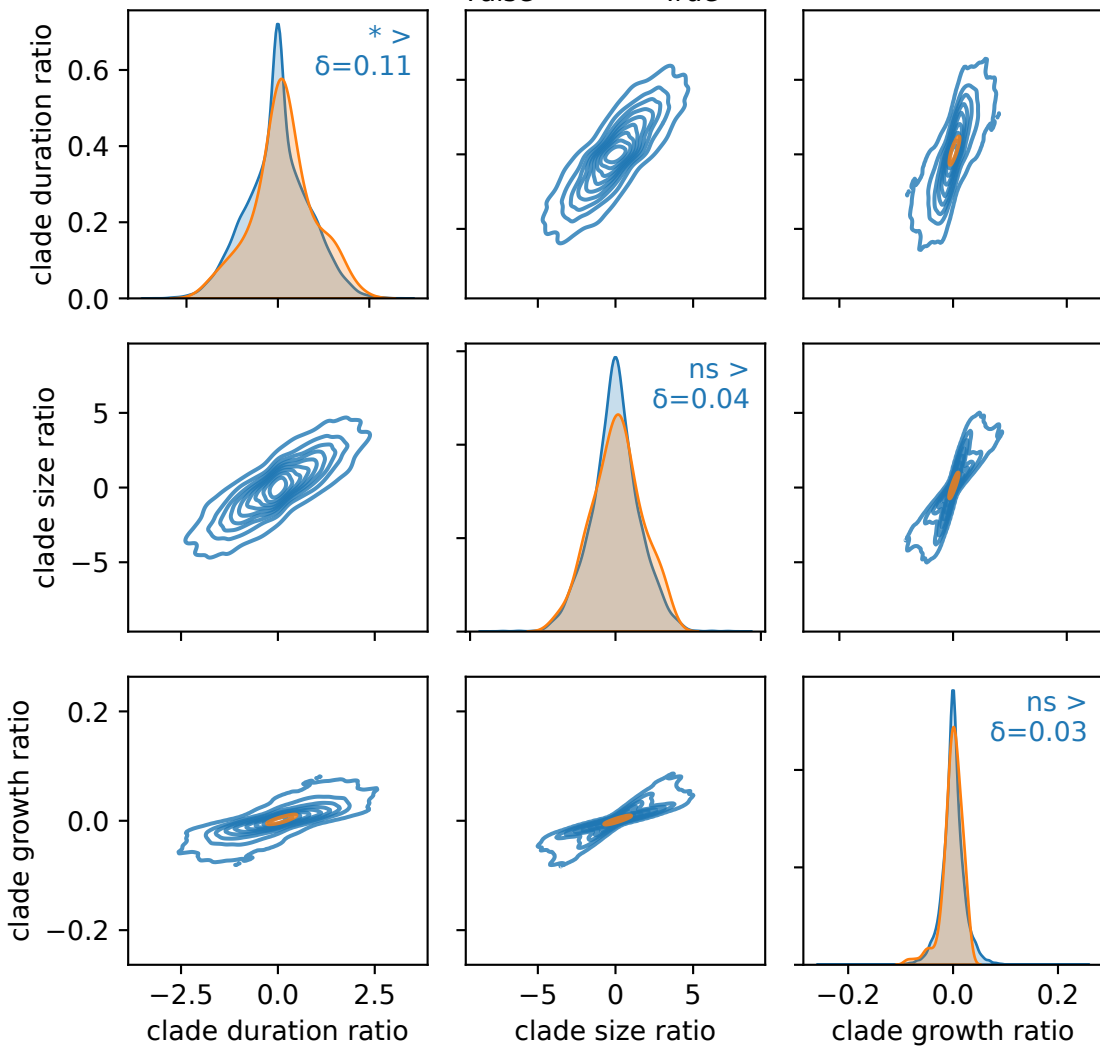 clade duration ratio
0.6
0.4
0.2
0.0
* >
δ=0.11
clade size ratio
5
0
−5
ns >
δ=0.04
clade growth ratio
0.2
0.0
−0.2
ns >
δ=0.03
−2.5 0.0 2.5
−5 0 5
−0.2 0.0 0.2
clade duration ratio
clade size ratio
clade growth ratio